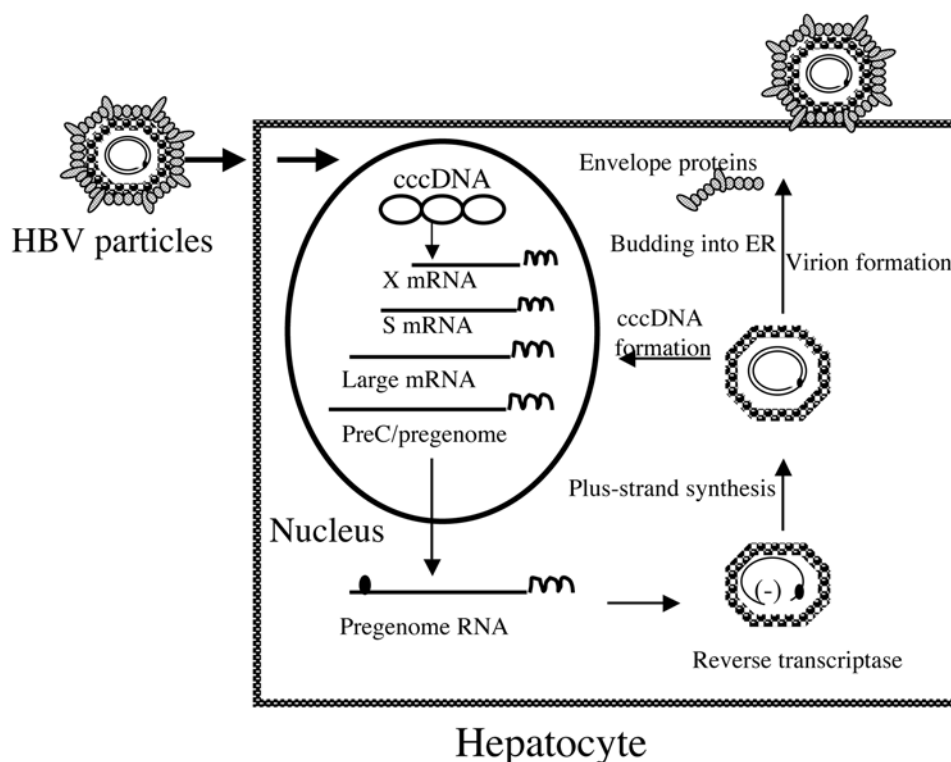 HBV particles
cccDNA
X mRNA
S mRNA
Large mRNA
PreC/pregenome
Nucleus
Pregenome RNA
Envelope proteins
Budding into ER
Virion formation
cccDNA
formation
Plus-strand synthesis
(-)
Reverse transcriptase
Hepatocyte